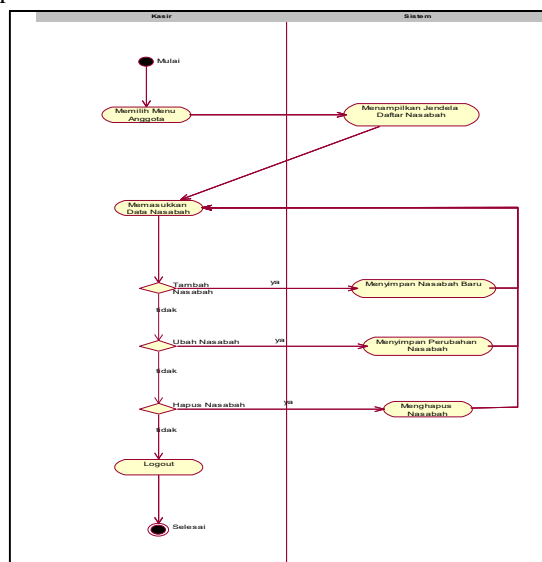 Kasir
Sistem
Mulai
Memilih Menu
Anggota
Menampilkan Jendela
Daftar Nasabah
Memasukkan
Data Nasabah
Tambah
Nasabah
ya
Menyimpan Nasabah Baru
tidak
Ubah Nasabah
ya
Menyimpan Perubahan
Nasabah
tidak
Hapus Nasabah
ya
Menghapus
Nasabah
tidak
Logout
Selesai